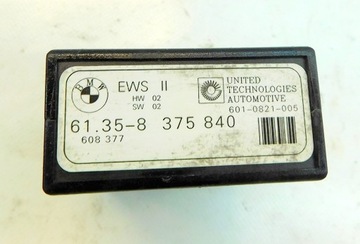 BMW
EWS II
HW 02
SW 02
UNITED
TECHNOLOGIES
AUTOMOTIVE
601-0821-005
61.35-8 375 840
608 377